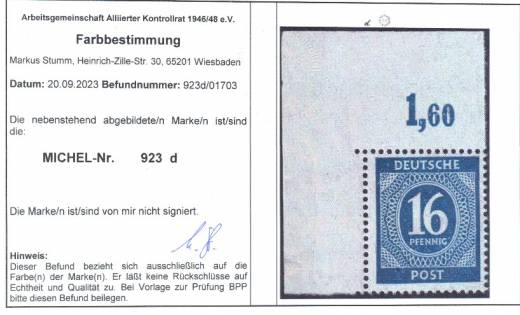 Arbeitsgemeinschaft Alliierter Kontrollrat 1946/48 e.V.
Farbbestimmung
Markus Stumm, Heinrich-Zille-Str. 30, 65201 Wiesbaden
Datum: 20.09.2023 Befundnummer: 923d/01703
Die nebenstehend abgebildete/n Marke/n ist/sind
die:
MICHEL-Nr. 923 d
Die Marke/n ist/sind von mir nicht signiert.
Hinweis:
Dieser Befund bezieht sich ausschließlich auf die
Farbe(n) der Marke(n). Er läßt keine Rückschlüsse auf
Echtheit und Qualität zu. Bei Vorlage zur Prüfung BPP
bitte diesen Befund beilegen.
d
1,60
DEUTSCHE
16
PFENNIG
POST